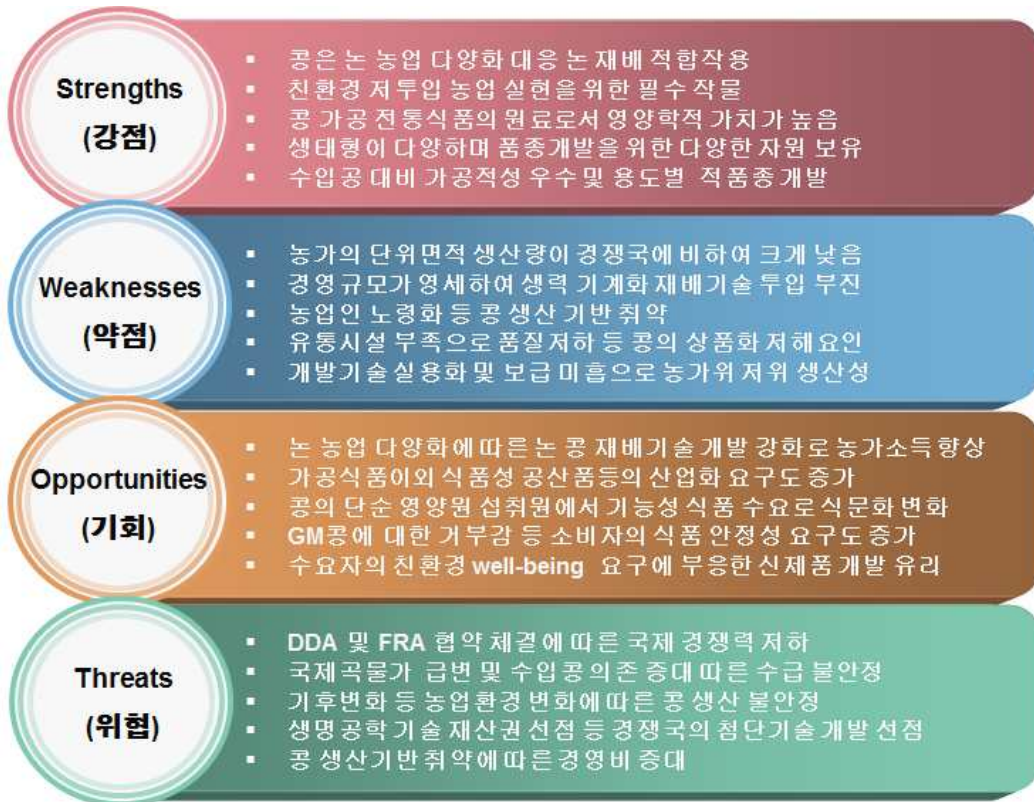 Strengths
(강점)
▪ 콩은 논 농업 다양화 대응 논 재배 적합작용
▪ 친환경 저투입 농업 실현을 위한 필수 작물
▪ 콩 가공 전통식품의 원료로서 영양학적 가치가 높음
▪ 생태형이 다양하며 품종개발을 위한 다양한 자원 보유
▪ 수입공 대비 가공적성 우수 및 용도별 적품종 개발
Weaknesses
(약점)
▪ 농가의 단위면적 생산량이 경쟁국에 비하여 크게 낮음
▪ 경영규모가 영세하여 생력 기계화 재배기술 투입 부진
▪ 농업인 노령화 등 콩 생산 기반 취약
▪ 유통시설 부족으로 품질저하 등 콩의 상품화 저해요인
▪ 개발기술 실용화 및 보급 미흡으로 농가위 저위 생산성
Opportunities
(기회)
▪ 논 농업 다양화에 따른 논 콩 재배기술 개발 강화로 농가소득 향상
▪ 가공식품이외 식품성 공산품등의 산업화 요구도 증가
▪ 콩의 단순 영양원 섭취원에서 기능성 식품 수요로 식문화 변화
▪ GM콩에 대한 거부감 등 소비자의 식품 안정성 요구도 증가
▪ 수요자의 친환경 well-being 요구에 부응한 신제품 개발 유리
Threats
(위협)
▪ DDA 및 FRA 협약 체결에 따른 국제 경쟁력 저하
▪ 국제곡물가 급변 및 수입콩 의존 증대 따른 수급 불안정
▪ 기후변화 등 농업환경 변화에 따른 콩 생산 불안정
▪ 생명공학 기술 재산권 선점 등 경쟁국의 첨단기술 개발 선점
▪ 콩 생산기반 취약에 따른 경영비 증대